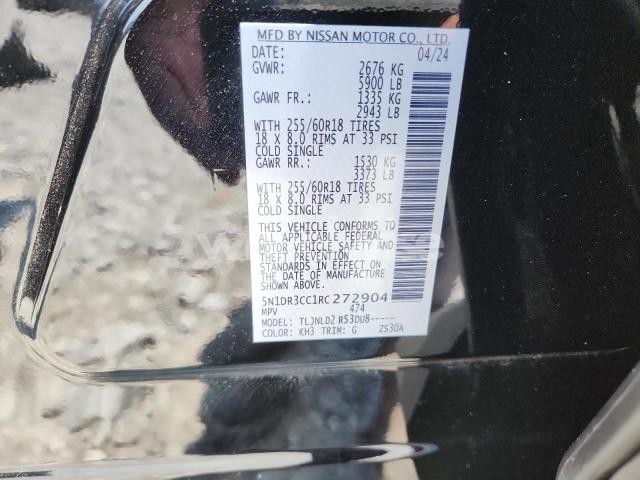 MFD BY NISSAN MOTOR CO., LTD.
DATE: 04/24
GVWR: 2676 KG
5900 LB
GAWR FR.: 1335 KG
2943 LB
WITH 255/60R18 TIRES
18 X 8.0 RIMS AT 33 PSI
COLD SINGLE
GAWR RR.: 1530 KG
3373 LB
WITH 255/60R18 TIRES
18 X 8.0 RIMS AT 33 PSI
COLD SINGLE
THIS VEHICLE CONFORMS TO
ALL APPLICABLE FEDERAL
MOTOR VEHICLE SAFETY AND
THEFT PREVENTION
STANDARDS IN EFFECT ON
THE DATE OF MANUFACTURE
SHOWN ABOVE.
5N1DR3CC1RC272904
MPV 474
MODEL: TLJNLD2 R53DU8-----
COLOR: KH3 TRIM: G ZS30A